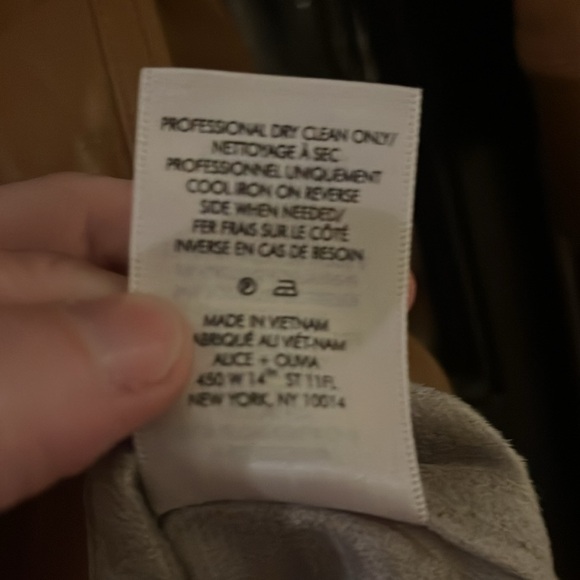 PROFESSIONAL DRY CLEAN ONLY/
NETTOYAGE À SEC
PROFESSIONNEL UNIQUEMENT
COOL IRON ON REVERSE
SIDE WHEN NEEDED/
FER FRAIS SUR LE CÔTÉ
INVERSE EN CAS DE BESOIN
P
MADE IN VIETNAM
ABRIQUÉ AU VIÊT-NAM
ALICE + OLIVIA
450 W 14TH ST 11FL
NEW YORK, NY 10014